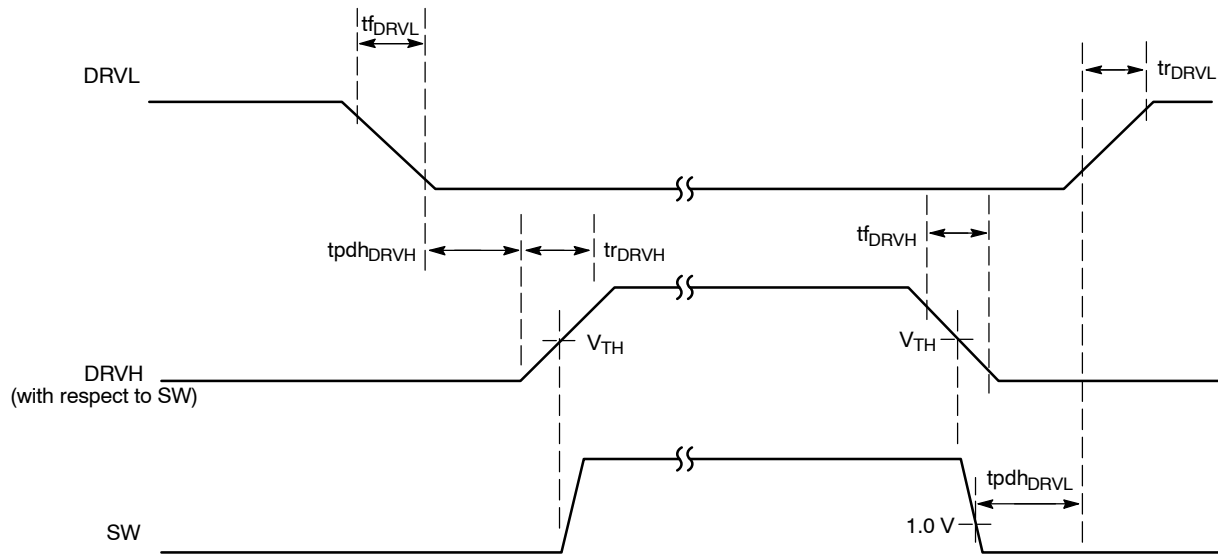 tfDRVL
DRVL
trDRVL
tpdhDRVH
trDRVH
tfDRVH
VTH
VTH
DRVH
(with respect to SW)
tpdhDRVL
1.0 V
SW